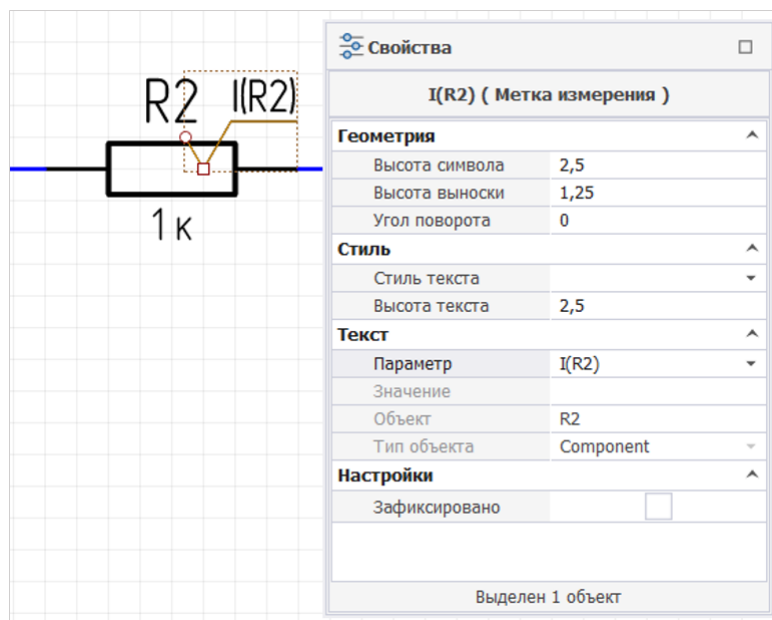 R2 I(R2)
1 к
Свойства
I(R2) ( Метка измерения )
Геометрия
Высота символа 2,5
Высота выноски 1,25
Угол поворота 0
Стиль
Стиль текста
Высота текста 2,5
Текст
Параметр I(R2)
Значение
Объект R2
Тип объекта Component
Настройки
Зафиксировано
Выделен 1 объект